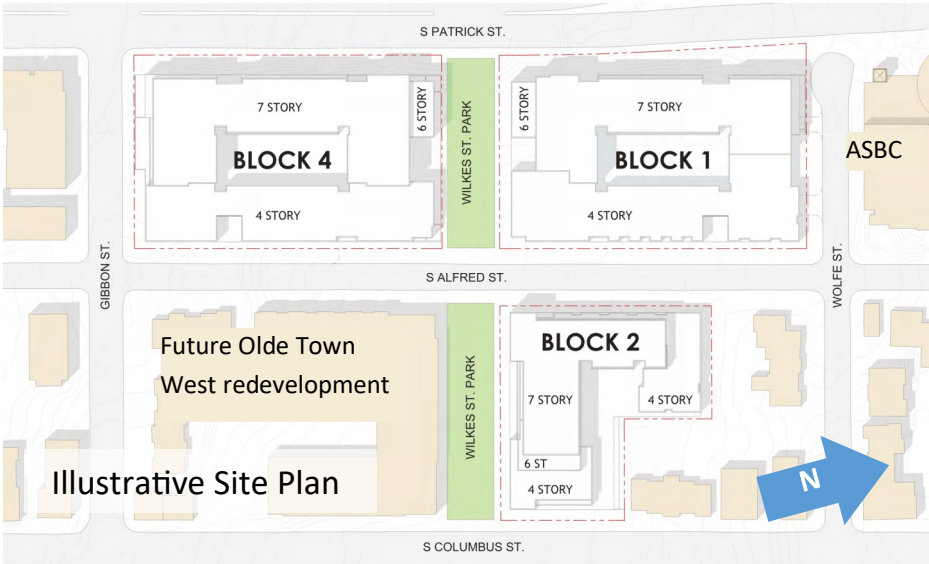 S PATRICK ST.
7 STORY
6 STORY
BLOCK 4
4 STORY
WILKES ST. PARK
6 STORY
7 STORY
BLOCK 1
4 STORY
ASBC
GIBBON ST.
S ALFRED ST.
WOLFE ST.
Future Olde Town
West redevelopment
WILKES ST. PARK
BLOCK 2
7 STORY
4 STORY
6 ST
4 STORY
Illustrative Site Plan
N
S COLUMBUS ST.